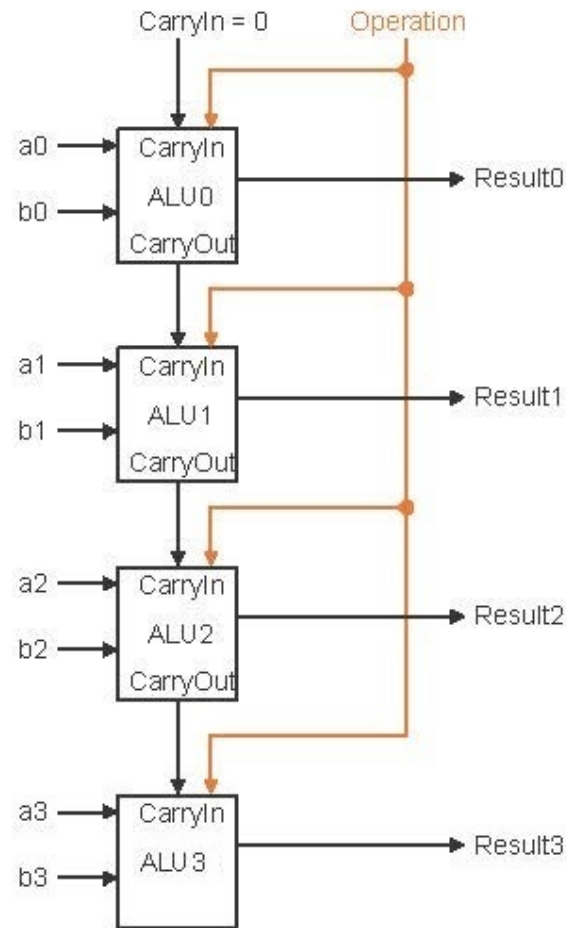 CarryIn = 0 Operation
a0
CarryIn
ALU0
Result0
b0
CarryOut
a1
CarryIn
ALU1
Result1
b1
CarryOut
a2
CarryIn
ALU2
Result2
b2
CarryOut
a3
CarryIn
ALU3
Result3
b3